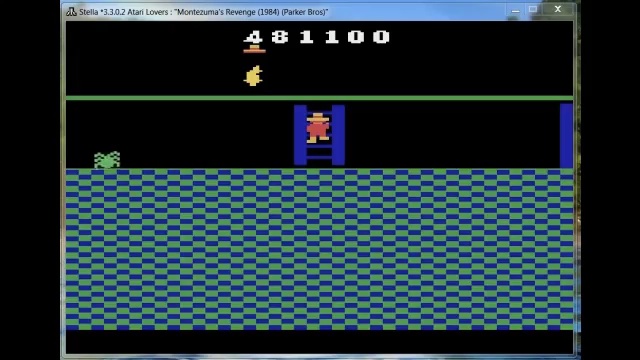 Stella *3.3.0.2 Atari Lovers : "Montezuma's Revenge (1984) (Parker Bros)"
481100